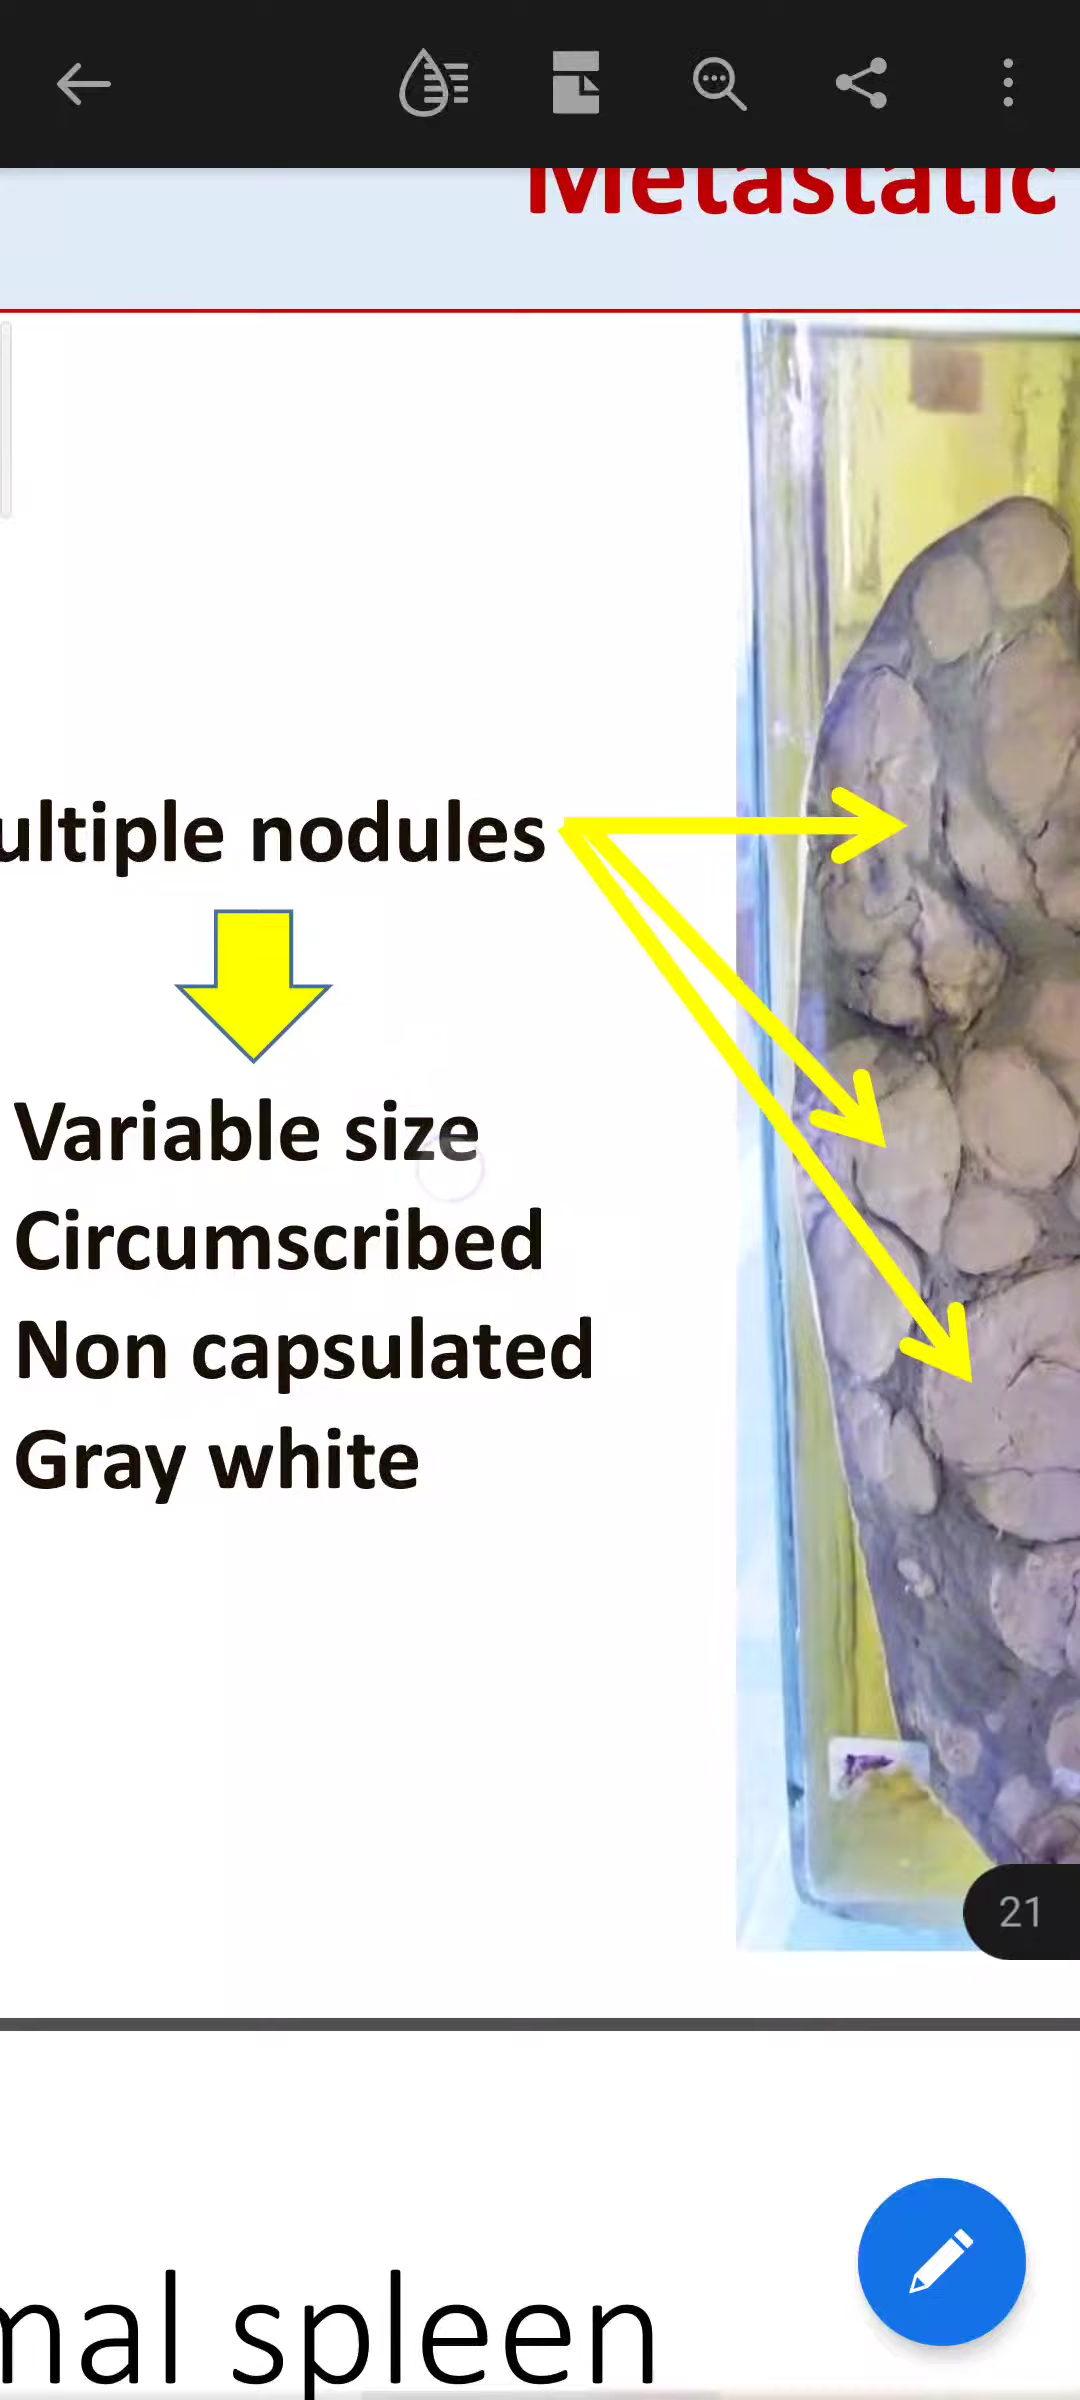 Metastatic
ultiple nodules
Variable size
Circumscribed
Non capsulated
Gray white
21
mal spleen